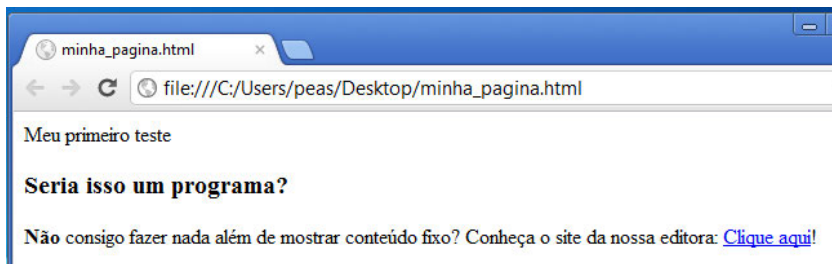 minha_pagina.html
file:///C:/Users/peas/Desktop/minha_pagina.html
Meu primeiro teste
Seria isso um programa?
Não consigo fazer nada além de mostrar conteúdo fixo? Conheça o site da nossa editora: Clique aqui!